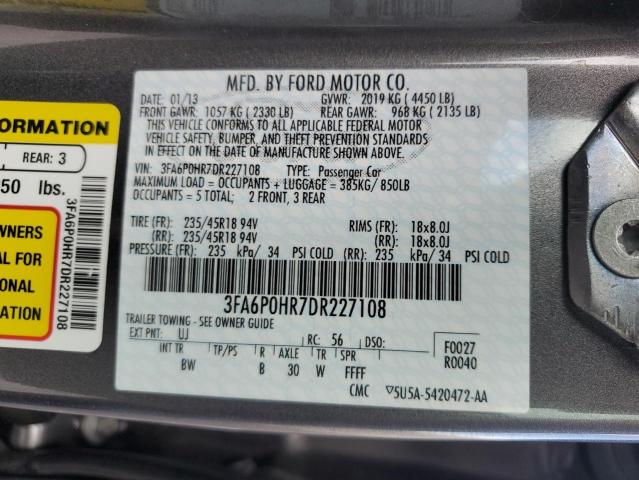 MFD. BY FORD MOTOR CO.
DATE: 01/13 GVWR: 2019 KG ( 4450 LB)
FRONT GAWR: 1057 KG ( 2330 LB) REAR GAWR: 968 KG ( 2135 LB)
THIS VEHICLE CONFORMS TO ALL APPLICABLE FEDERAL MOTOR
VEHICLE SAFETY, BUMPER, AND THEFT PREVENTION STANDARDS
IN EFFECT ON THE DATE OF MANUFACTURE SHOWN ABOVE.
VIN: 3FA6P0HR7DR227108 TYPE: Passenger Car
MAXIMUM LOAD = OCCUPANTS + LUGGAGE = 385KG/ 850LB
OCCUPANTS = 5 TOTAL; 2 FRONT, 3 REAR
TIRE (FR): 235/45R18 94V RIMS (FR): 18x8.0J
(RR): 235/45R18 94V (RR): 18x8.0J
PRESSURE (FR): 235 kPa/ 34 PSI COLD (RR): 235 kPa/ 34 PSI COLD
3FA6P0HR7DR227108
TRAILER TOWING - SEE OWNER GUIDE
EXT PNT: UJ RC: 56 DSO:
INT TR TP/PS R AXLE TR SPR
BW B 30 W FFFF
F0027
R0040
CMC ▽5U5A-5420472-AA
FORMATION
REAR: 3
50 lbs.
WNERS
AL FOR
IONAL
ATION
3FA6P0HR7DR227108